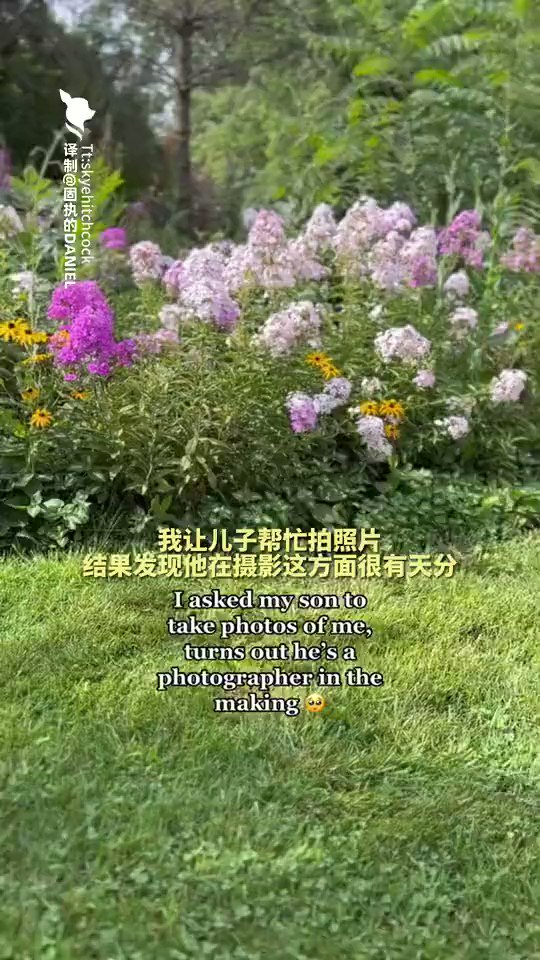 Tt:skyehitchcock
译制@固执的DANIEL
我让儿子帮忙拍照片
结果发现他在摄影这方面很有天分
I asked my son to
take photos of me,
turns out he's a
photographer in the
making 🥺